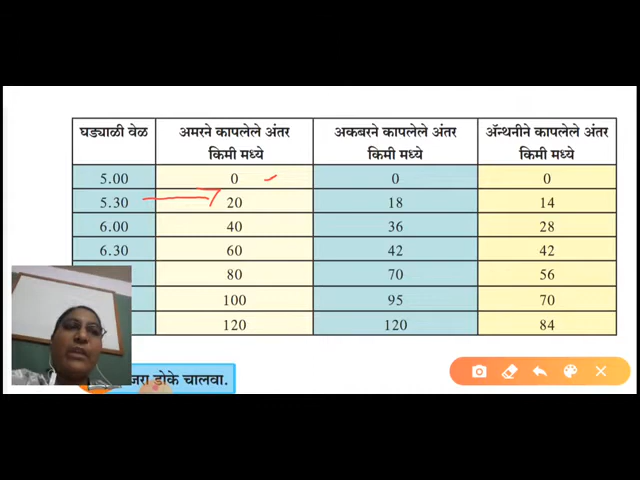 घड्याळी वेळ अमरने कापलेले अंतर किमी मध्ये अकबरने कापलेले अंतर किमी मध्ये ॲन्थनीने कापलेले अंतर किमी मध्ये
5.00 0 0 0
5.30 20 18 14
6.00 40 36 28
6.30 60 42 42
80 70 56
100 95 70
120 120 84
जरा डोके चालवा.